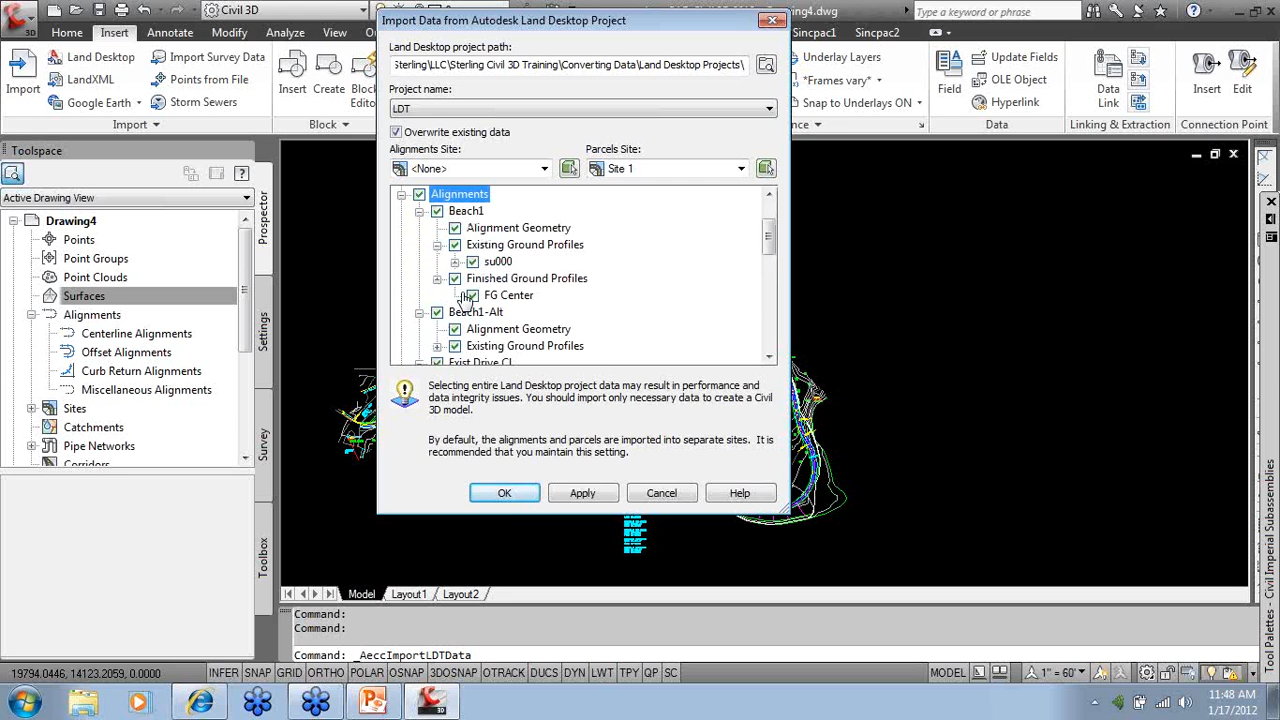 Civil 3D
Drawing4.dwg
Type a keyword or phrase
Home
Insert
Annotate
Modify
Sincpac1
Sincpac2
Import
Land Desktop
LandXML
Google Earth
Import Survey Data
Points from File
Storm Sewers
Import
Insert
Create
Block
Underlay Layers
*Frames vary*
Snap to Underlays ON
Field
Update Fields
OLE Object
Hyperlink
Data
Data
Link
Linking & Extraction
Import
Edit
Connection Point
Toolspace
Active Drawing View
Drawing4
Points
Point Groups
Point Clouds
Surfaces
Alignments
Centerline Alignments
Offset Alignments
Curb Return Alignments
Miscellaneous Alignments
Sites
Catchments
Pipe Networks
Corridors
Prospector
Settings
Survey
Toolbox
Import Data from Autodesk Land Desktop Project
Land Desktop project path:
Sterling\LLC\Sterling Civil 3D Training\Converting Data\Land Desktop Projects\
Project name:
LDT
Overwrite existing data
Alignments Site:
Parcels Site:
<None>
Site 1
Alignments
Beach1
Alignment Geometry
Existing Ground Profiles
su000
Finished Ground Profiles
FG Center
Beach1-Alt
Alignment Geometry
Existing Ground Profiles
Exist Drive CL
Selecting entire Land Desktop project data may result in performance and
data integrity issues. You should import only necessary data to create a Civil
3D model.
By default, the alignments and parcels are imported into separate sites. It is
recommended that you maintain this setting.
OK
Apply
Cancel
Help
Model
Layout1
Layout2
Command:
Command:
Command: _AeccImportLDTData
Tool Palettes - Civil Imperial Subassemblies
19794.0446, 14123.2059, 0.0000
INFER
SNAP
GRID
ORTHO
POLAR
OSNAP
3DOSNAP
OTRACK
DUCS
DYN
LWT
TPY
QP
SC
MODEL
1" = 60'
11:48 AM
1/17/2012